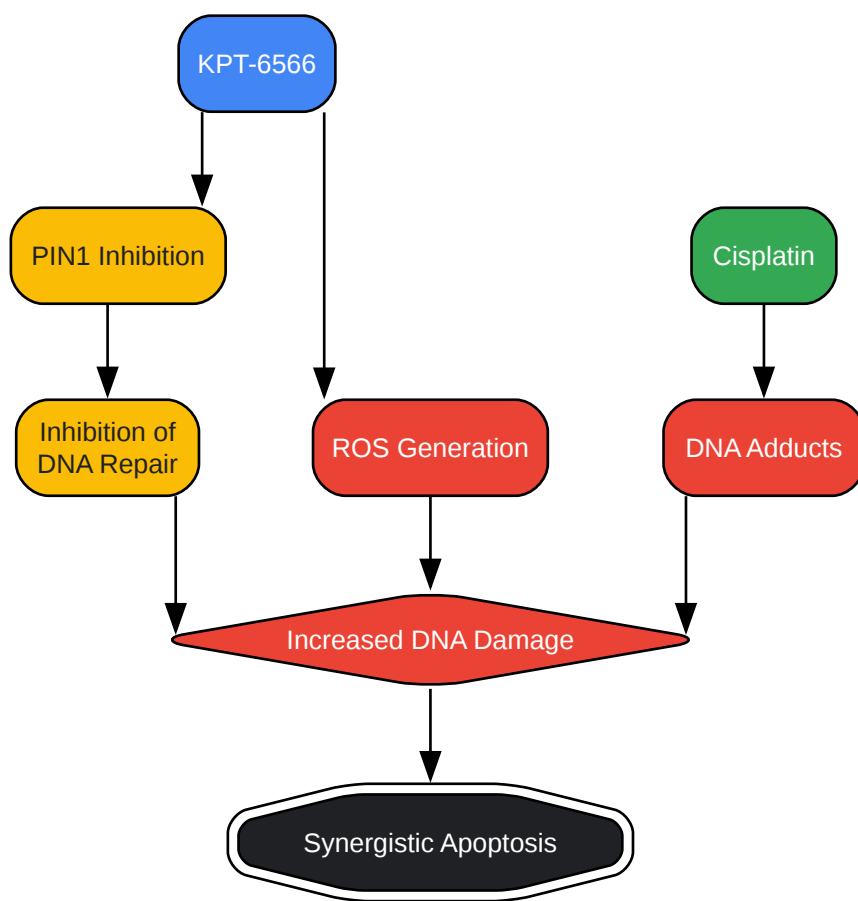 KPT-6566
PIN1 Inhibition
Cisplatin
Inhibition of
DNA Repair
ROS Generation
DNA Adducts
Increased DNA Damage
Synergistic Apoptosis